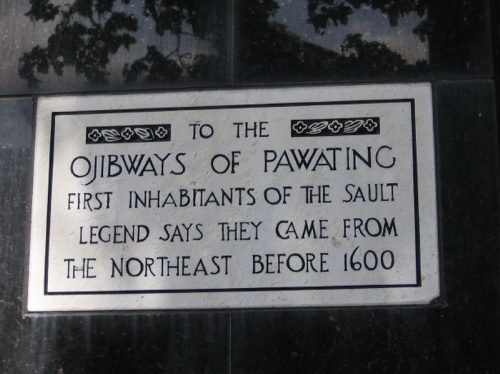 TO THE
OJIBWAYS OF PAWATING
FIRST INHABITANTS OF THE SAULT
LEGEND SAYS THEY CAME FROM
THE NORTHEAST BEFORE 1600